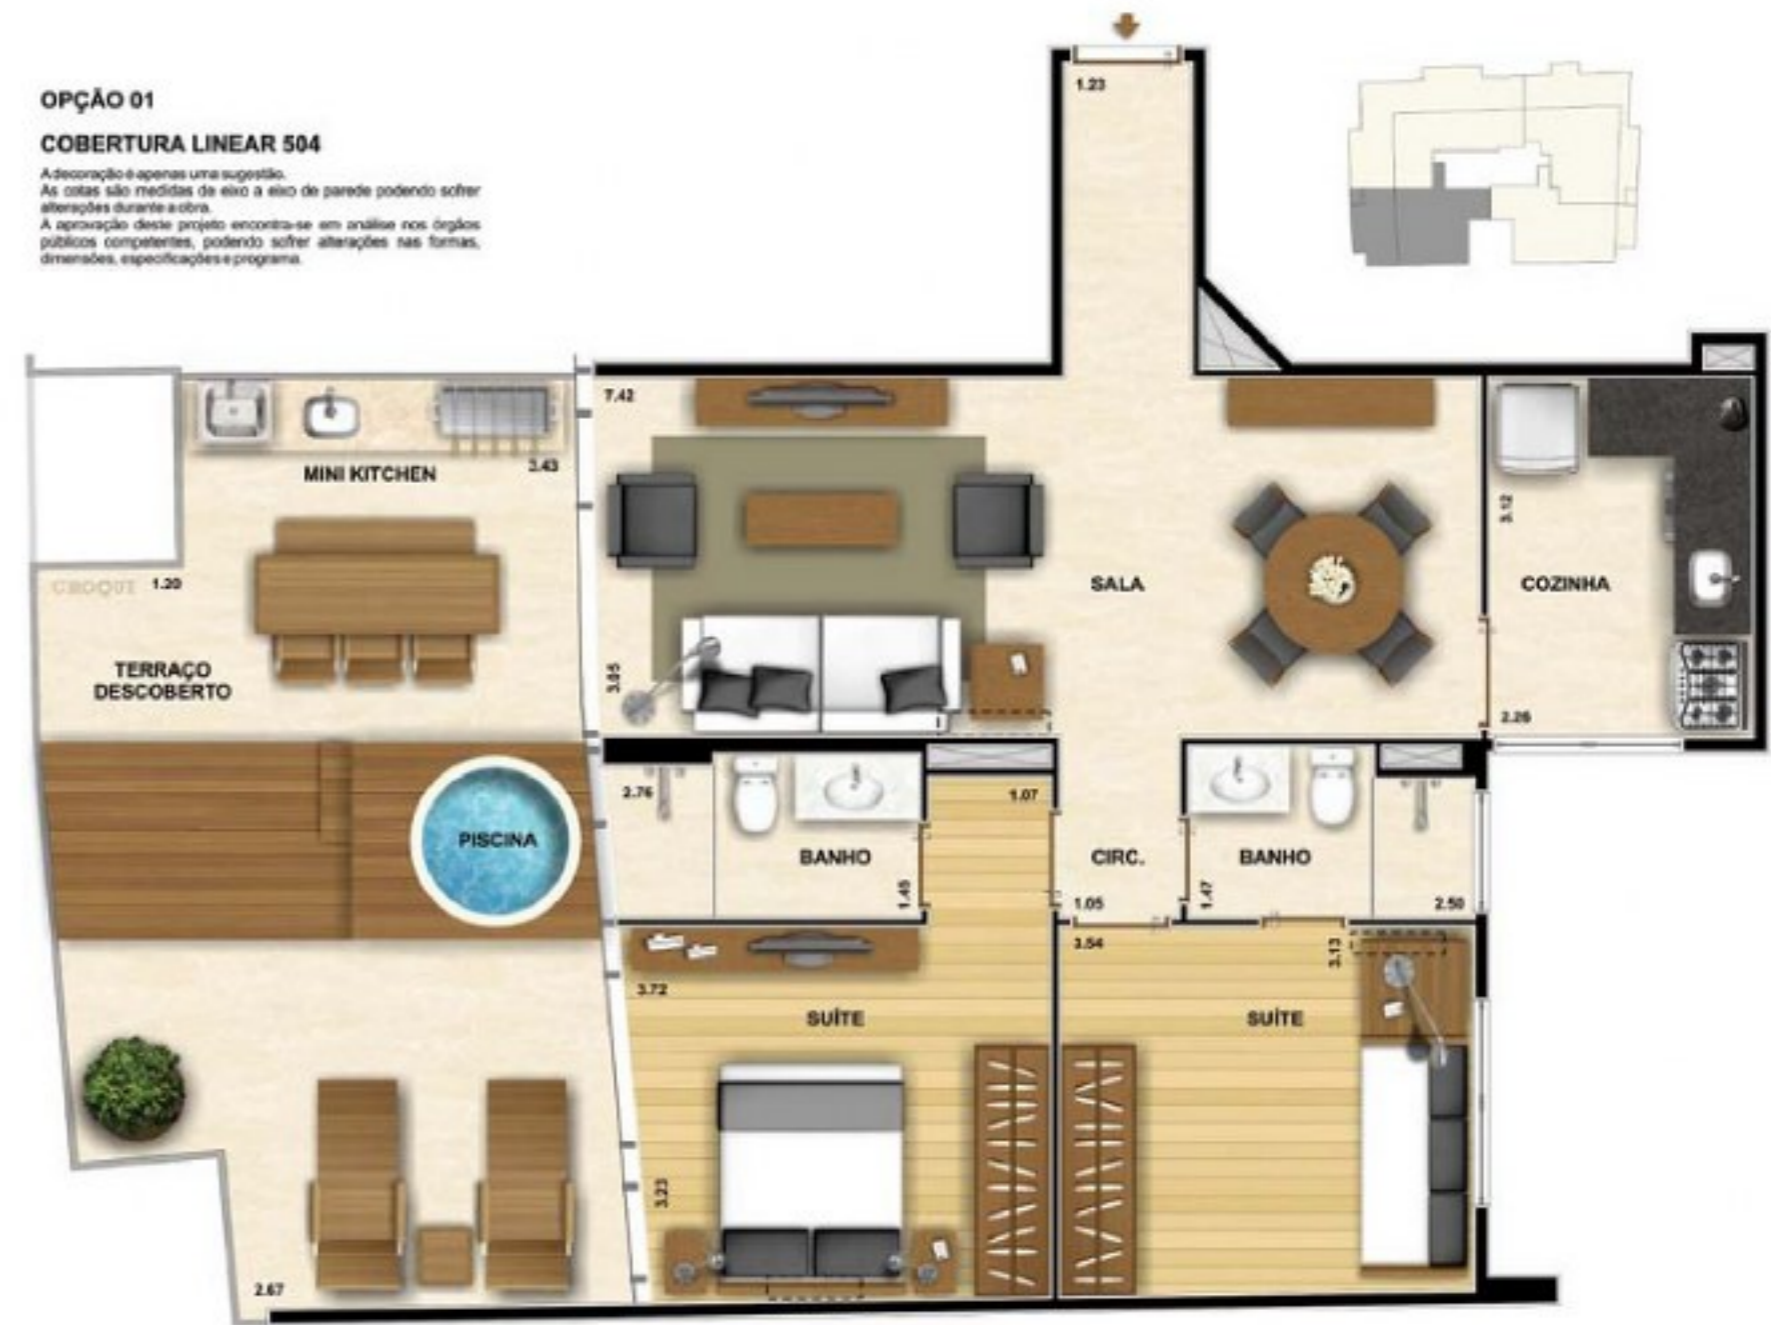 OPÇÃO 01
COBERTURA LINEAR 504
A decoração é apenas uma sugestão.
As cotas são medidas de eixo a eixo de parede podendo sofrer
alterações durante a obra.
A aprovação deste projeto encontra-se em análise nos órgãos
públicos competentes, podendo sofrer alterações nas formas,
dimensões, especificações e programa.
1.23
7.42
MINI KITCHEN
3.43
3.12
CROQUI 1.20
SALA
COZINHA
TERRAÇO
DESCOBERTO
3.05
2.26
2.76
1.07
PISCINA
BANHO
CIRC.
BANHO
1.45
1.05
1.47
2.50
3.54
3.13
3.72
SUÍTE
SUÍTE
3.23
2.67